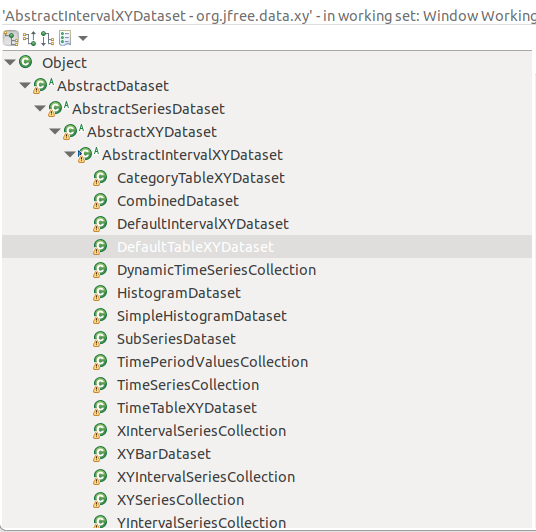 'AbstractIntervalXYDataset - org.jfree.data.xy' - in working set: Window Working
Object
AbstractDataset
AbstractSeriesDataset
AbstractXYDataset
AbstractIntervalXYDataset
CategoryTableXYDataset
CombinedDataset
DefaultIntervalXYDataset
DefaultTableXYDataset
DynamicTimeSeriesCollection
HistogramDataset
SimpleHistogramDataset
SubSeriesDataset
TimePeriodValuesCollection
TimeSeriesCollection
TimeTableXYDataset
XIntervalSeriesCollection
XYBarDataset
XYIntervalSeriesCollection
XYSeriesCollection
YIntervalSeriesCollection